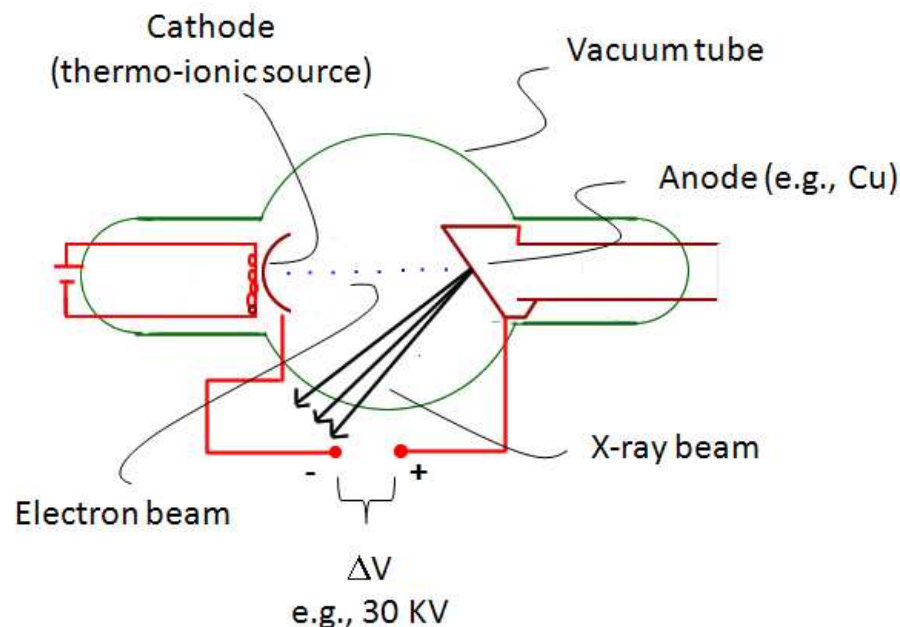 Cathode
(thermo-ionic source)
Vacuum tube
Anode (e.g., Cu)
X-ray beam
- +
Electron beam
ΔV
e.g., 30 KV